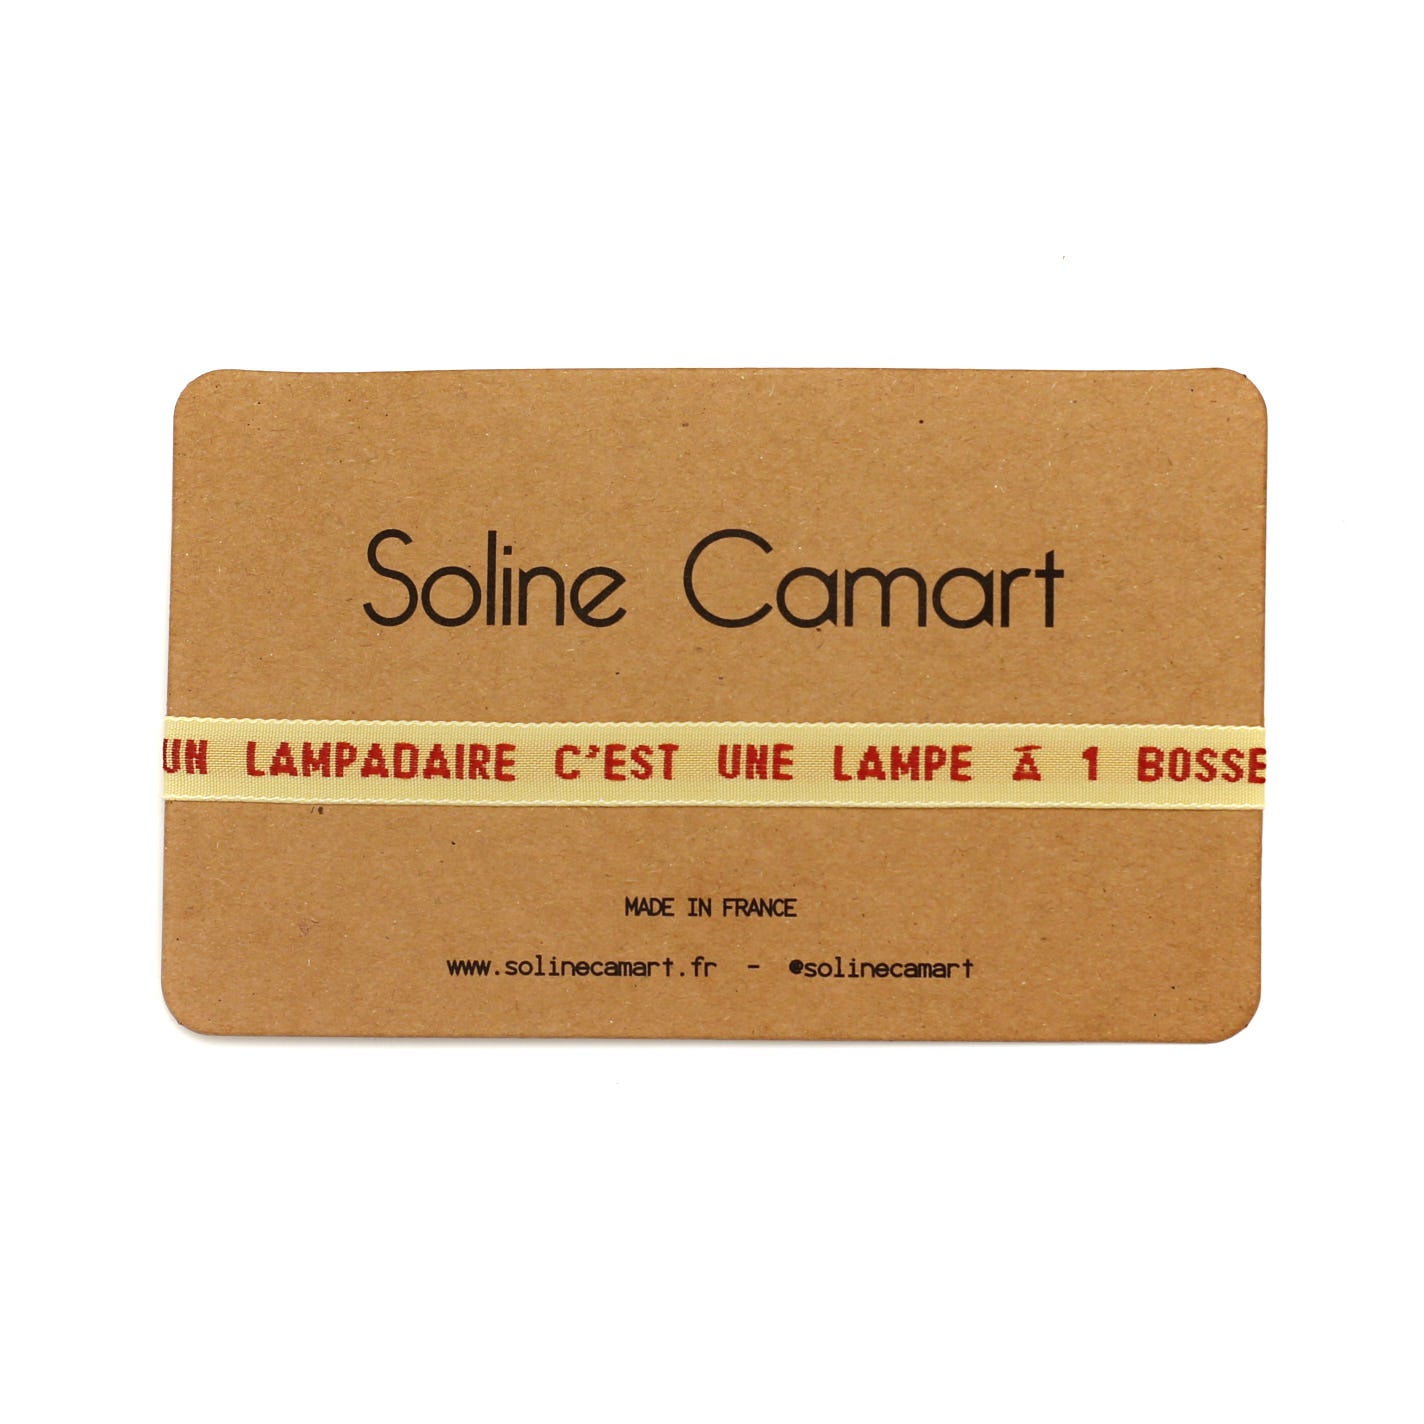 Soline Camart
UN LAMPADAIRE C'EST UNE LAMPE À 1 BOSSE
MADE IN FRANCE
www.solinecamart.fr - @solinecamart